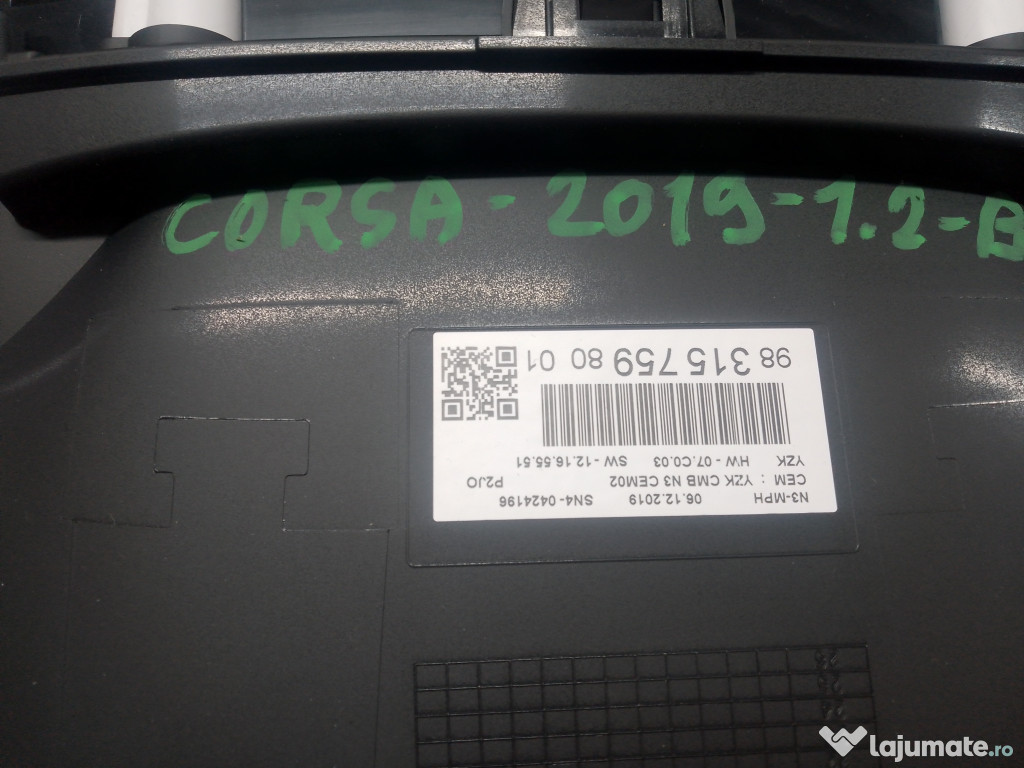 CORSA - 2019 - 1.2 - B
98 315 759 80 01
YZK HW - 07.C0.03 SW - 12.16.55.51
CEM : YZK CMB N3 CEM02 P2JO
N3-MPH 06.12.2019 SN4-0424196
lajumate.ro